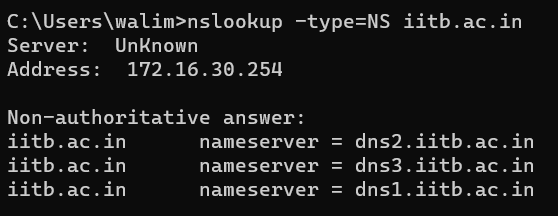 C:\Users\walim>nslookup -type=NS iitb.ac.in
Server:  UnKnown
Address:  172.16.30.254

Non-authoritative answer:
iitb.ac.in      nameserver = dns2.iitb.ac.in
iitb.ac.in      nameserver = dns3.iitb.ac.in
iitb.ac.in      nameserver = dns1.iitb.ac.in